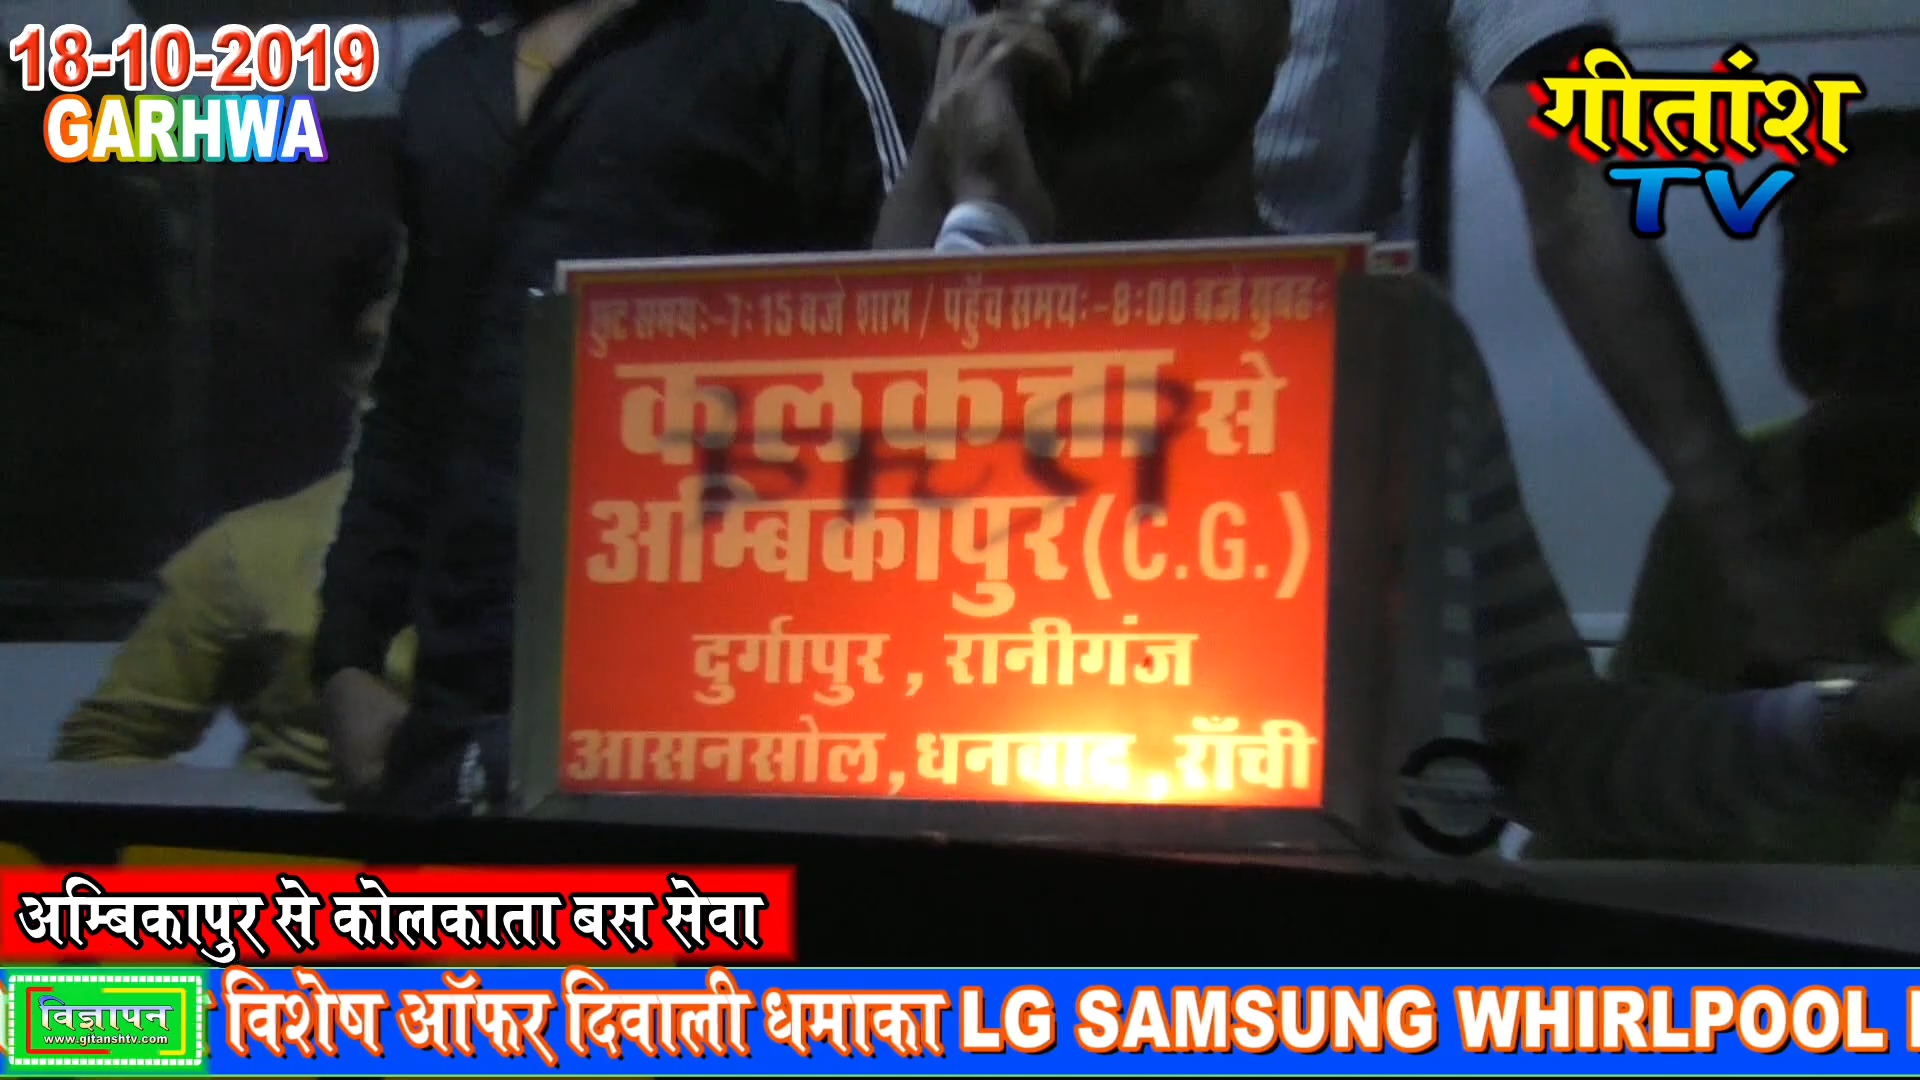 18-10-2019
GARHWA
गीतांश
TV
छुट समय:-7:15 बजे शाम / पहुँच समय:-8:00 बजे सुबह:
कलकत्ता से
अम्बिकापुर (C.G.)
दुर्गापुर , रानीगंज
आसनसोल , धनवाद , राँची
अम्बिकापुर से कोलकाता बस सेवा
विज्ञापन
www.gitanshtv.com
विशेष ऑफर दिवाली धमाका LG SAMSUNG WHIRLPOOL